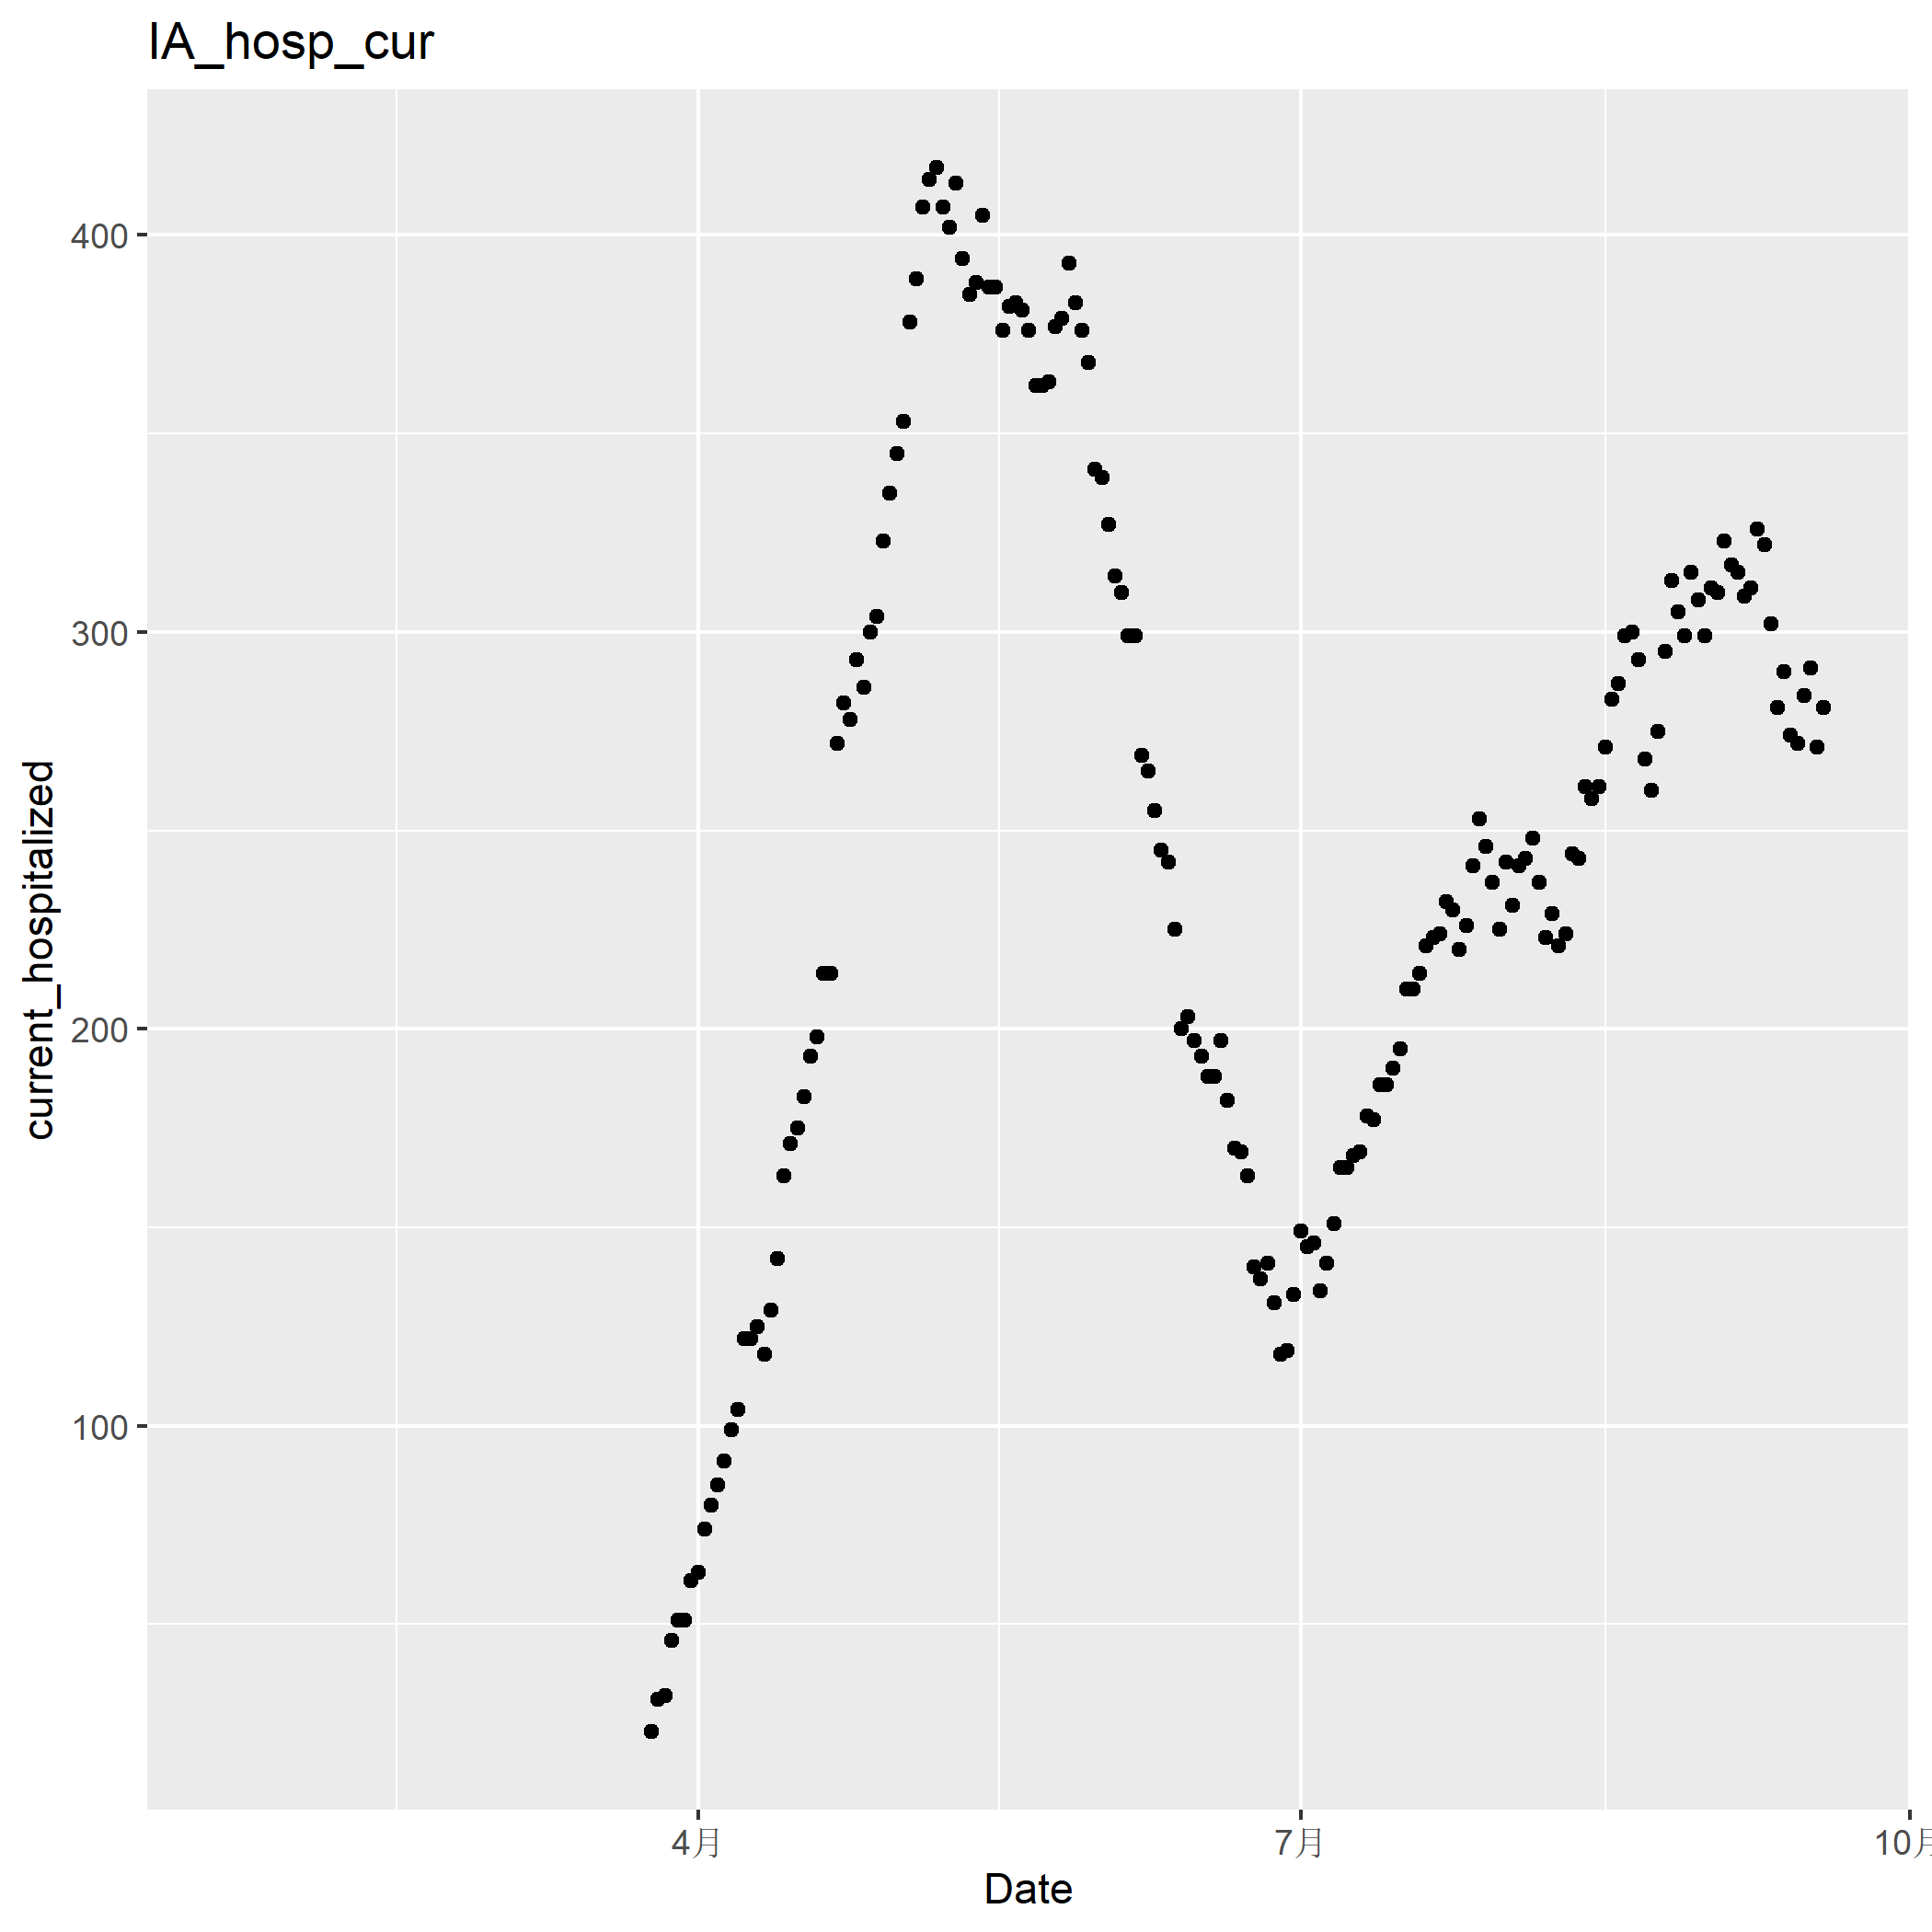 IA_hosp_cur
400
300
200
100
current_hospitalized
4月
7月
10月
Date